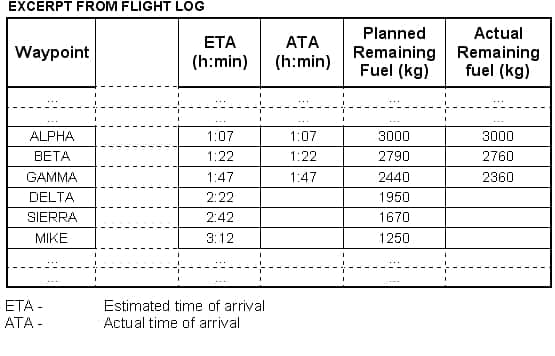 EXCERPT FROM FLIGHT LOG
Waypoint ETA (h:min) ATA (h:min) Planned Remaining Fuel (kg) Actual Remaining fuel (kg)
... ... ... ... ...
... ... ... ... ...
ALPHA 1:07 1:07 3000 3000
BETA 1:22 1:22 2790 2760
GAMMA 1:47 1:47 2440 2360
DELTA 2:22 1950
SIERRA 2:42 1670
MIKE 3:12 1250
... ... ...
... ... ...
ETA - Estimated time of arrival
ATA - Actual time of arrival